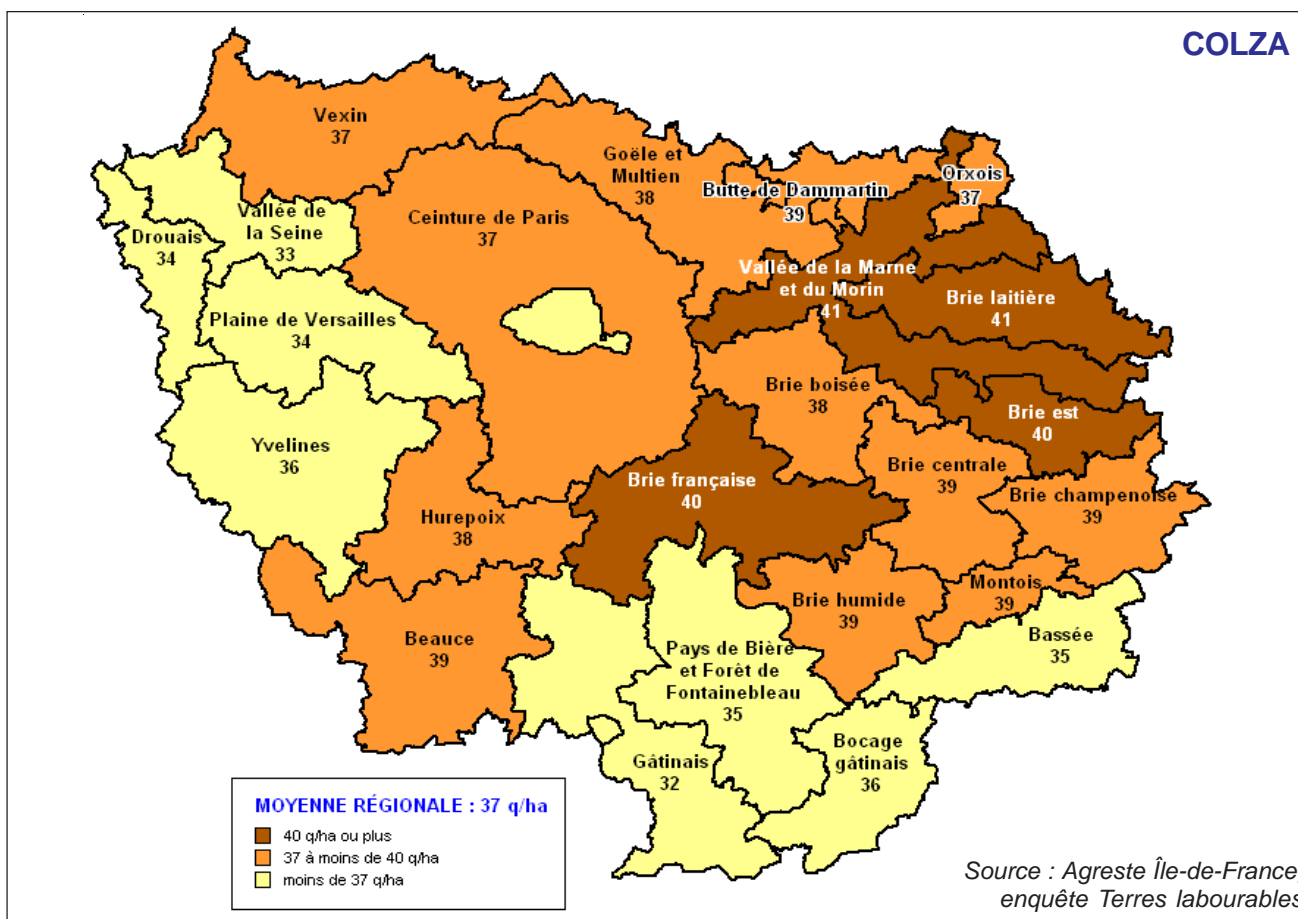 COLZA
Vexin
37
Goële et
Multien
38
Butte de Dammartin
39
Orxois
37
Ceinture de Paris
37
Vallée de
la Seine
33
Drouais
34
Vallée de la Marne
et du Morin
41
Brie laitière
41
Plaine de Versailles
34
Brie boisée
38
Brie est
40
Yvelines
36
Brie française
40
Brie centrale
39
Brie champenoise
39
Hurepoix
38
Montois
39
Brie humide
39
Beauce
39
Bassée
35
Pays de Bière
et Forêt de
Fontainebleau
35
Bocage
gâtinais
36
Gâtinais
32
MOYENNE RÉGIONALE : 37 q/ha
40 q/ha ou plus
37 à moins de 40 q/ha
moins de 37 q/ha
Source : Agreste Île-de-France,
enquête Terres labourables